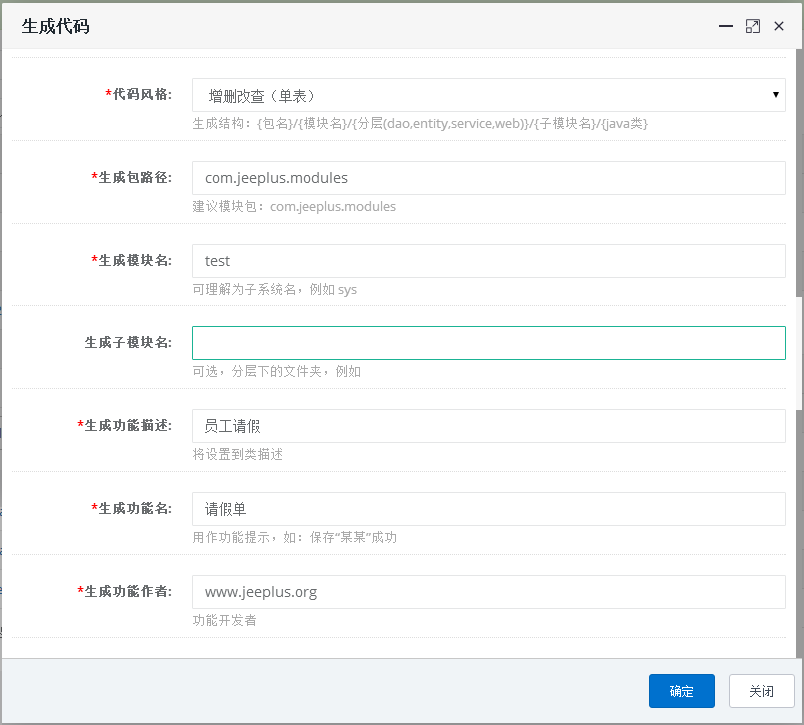 生成代码
*代码风格:
增删改查（单表）
生成结构：{包名}/{模块名}/{分层(dao,entity,service,web)}/{子模块名}/{java类}
*生成包路径:
com.jeeplus.modules
建议模块包：com.jeeplus.modules
*生成模块名:
test
可理解为子系统名，例如 sys
生成子模块名:
可选，分层下的文件夹，例如
*生成功能描述:
员工请假
将设置到类描述
*生成功能名:
请假单
用作功能提示，如：保存“某某”成功
*生成功能作者:
www.jeeplus.org
功能开发者
确定
关闭